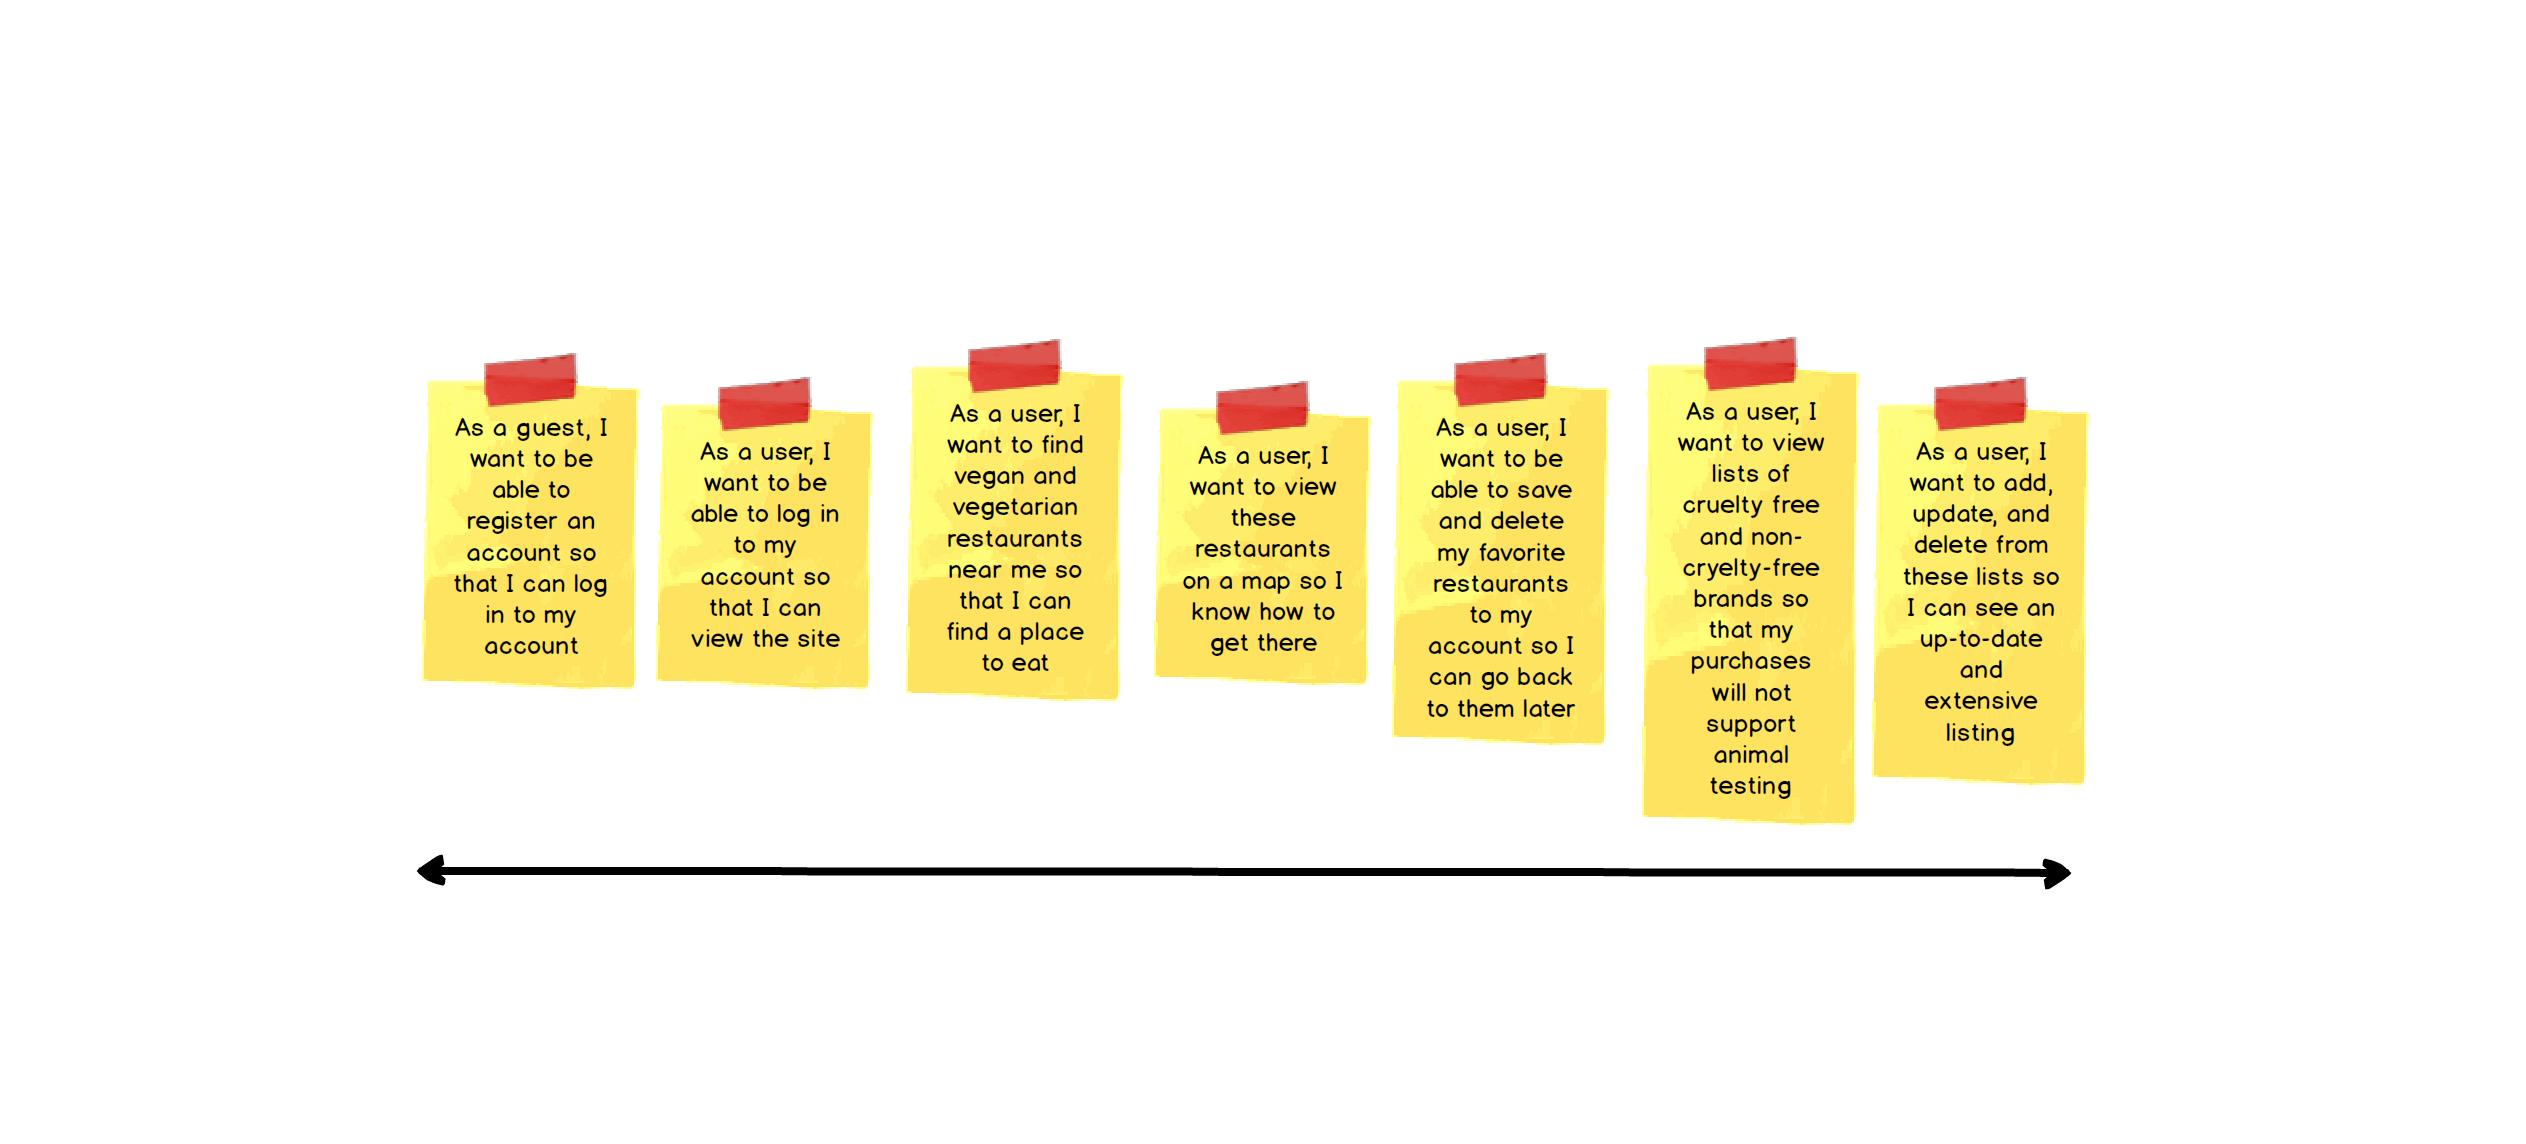 As a guest, I
want to be
able to
register an
account so
that I can log
in to my
account
As a user, I
want to be
able to log in
to my
account so
that I can
view the site
As a user, I
want to find
vegan and
vegetarian
restaurants
near me so
that I can
find a place
to eat
As a user, I
want to view
these
restaurants
on a map so I
know how to
get there
As a user, I
want to be
able to save
and delete
my favorite
restaurants
to my
account so I
can go back
to them later
As a user, I
want to view
lists of
cruelty free
and non-
cryelty-free
brands so
that my
purchases
will not
support
animal
testing
As a user, I
want to add,
update, and
delete from
these lists so
I can see an
up-to-date
and
extensive
listing